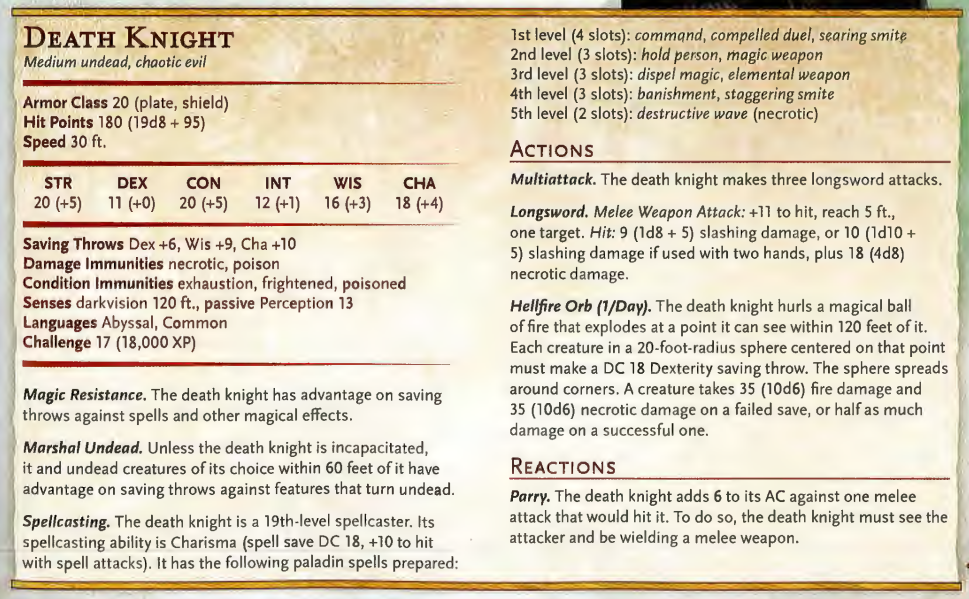 DEATH KNIGHT
Medium undead, chaotic evil
Armor Class 20 (plate, shield)
Hit Points 180 (19d8 + 95)
Speed 30 ft.
STR DEX CON INT WIS CHA
20 (+5) 11 (+0) 20 (+5) 12 (+1) 16 (+3) 18 (+4)
Saving Throws Dex +6, Wis +9, Cha +10
Damage Immunities necrotic, poison
Condition Immunities exhaustion, frightened, poisoned
Senses darkvision 120 ft., passive Perception 13
Languages Abyssal, Common
Challenge 17 (18,000 XP)
Magic Resistance. The death knight has advantage on saving
throws against spells and other magical effects.
Marshal Undead. Unless the death knight is incapacitated,
it and undead creatures of its choice within 60 feet of it have
advantage on saving throws against features that turn undead.
Spellcasting. The death knight is a 19th-level spellcaster. Its
spellcasting ability is Charisma (spell save DC 18, +10 to hit
with spell attacks). It has the following paladin spells prepared:
1st level (4 slots): command, compelled duel, searing smite
2nd level (3 slots): hold person, magic weapon
3rd level (3 slots): dispel magic, elemental weapon
4th level (3 slots): banishment, staggering smite
5th level (2 slots): destructive wave (necrotic)
ACTIONS
Multiattack. The death knight makes three longsword attacks.
Longsword. Melee Weapon Attack: +11 to hit, reach 5 ft.,
one target. Hit: 9 (1d8 + 5) slashing damage, or 10 (1d10 +
5) slashing damage if used with two hands, plus 18 (4d8)
necrotic damage.
Hellfire Orb (1/Day). The death knight hurls a magical ball
of fire that explodes at a point it can see within 120 feet of it.
Each creature in a 20-foot-radius sphere centered on that point
must make a DC 18 Dexterity saving throw. The sphere spreads
around corners. A creature takes 35 (10d6) fire damage and
35 (10d6) necrotic damage on a failed save, or half as much
damage on a successful one.
REACTIONS
Parry. The death knight adds 6 to its AC against one melee
attack that would hit it. To do so, the death knight must see the
attacker and be wielding a melee weapon.